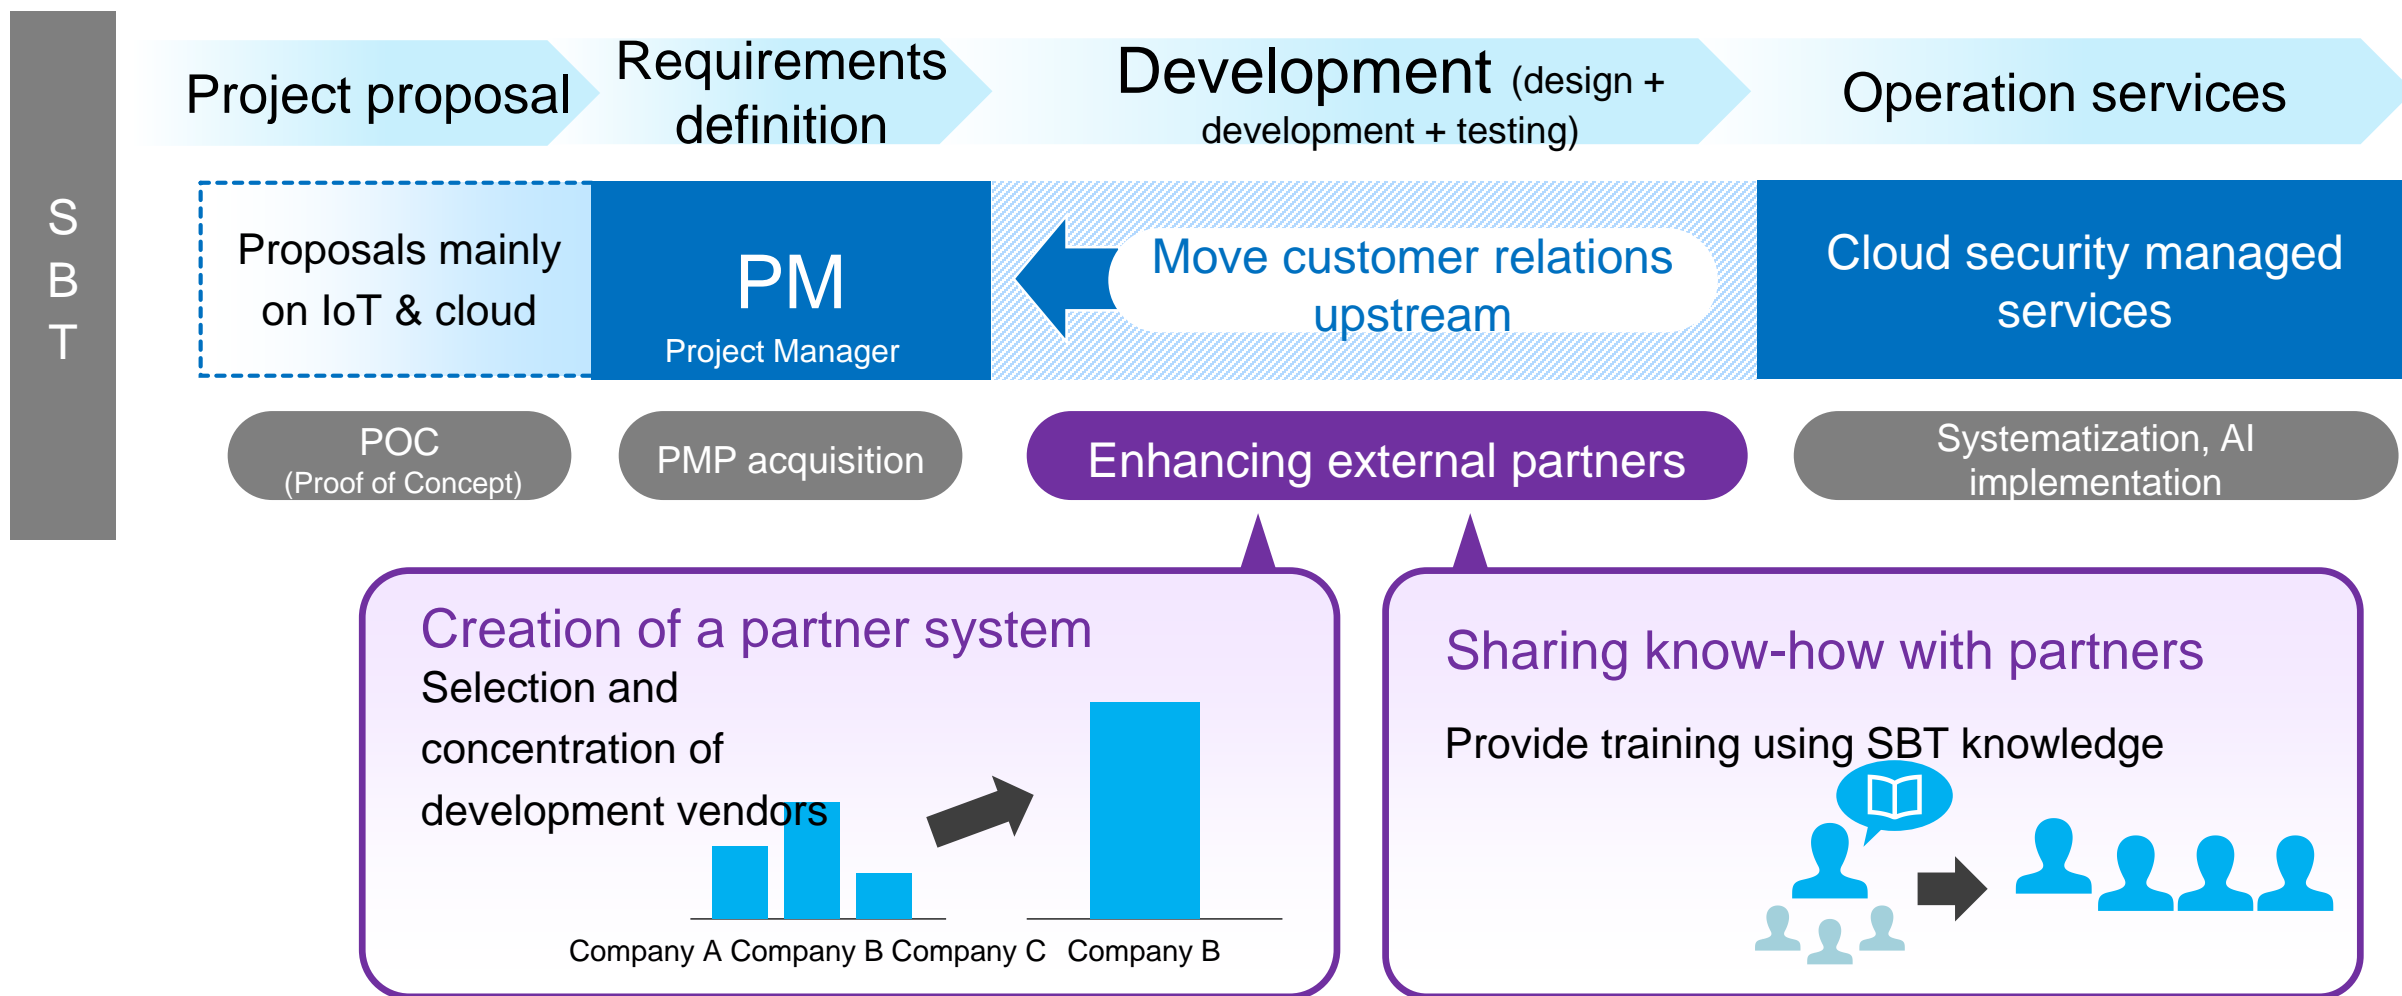 S
B
T
Project proposal
Requirements
definition
Development (design +
development + testing)
Operation services
Proposals mainly
on IoT & cloud
PM
Project Manager
Move customer relations
upstream
Cloud security managed
services
POC
(Proof of Concept)
PMP acquisition
Enhancing external partners
Systematization, AI
implementation
Creation of a partner system
Selection and
concentration of
development vendors
Company A Company B Company C Company B
Sharing know-how with partners
Provide training using SBT knowledge